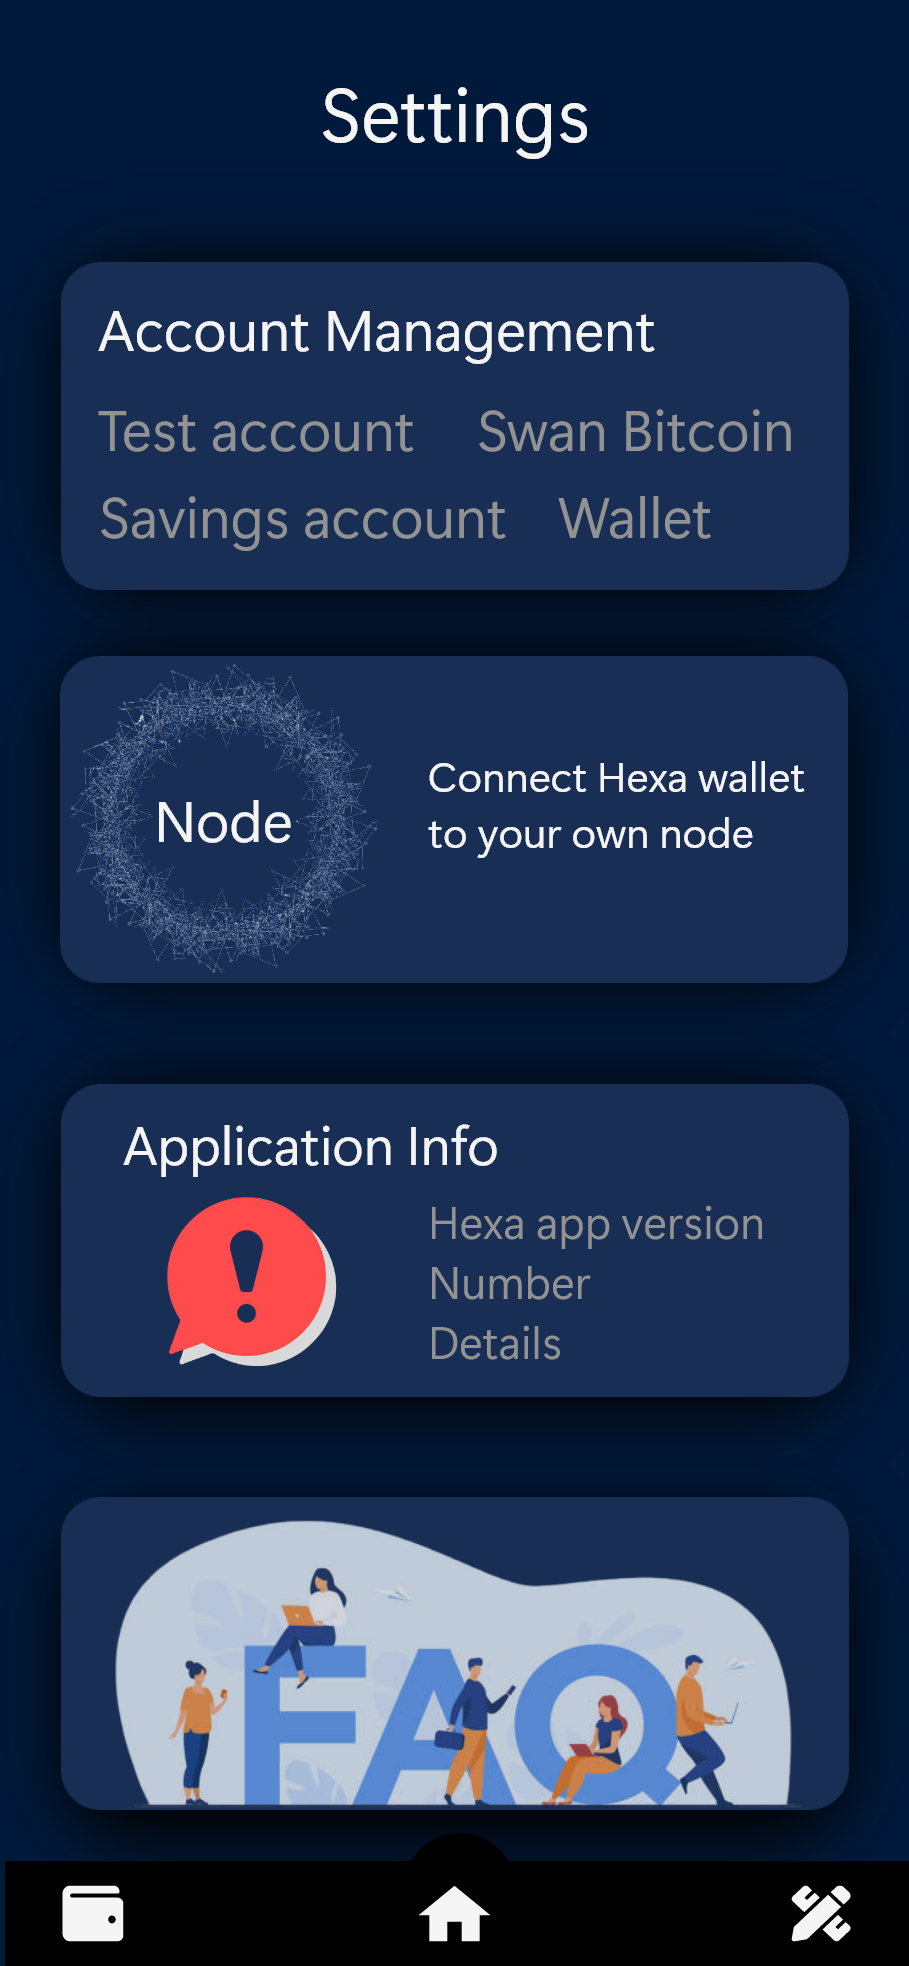 Settings
Account Management
Test account Swan Bitcoin
Savings account Wallet
Node
Connect Hexa wallet
to your own node
Application Info
Hexa app version
Number
Details
FAQ